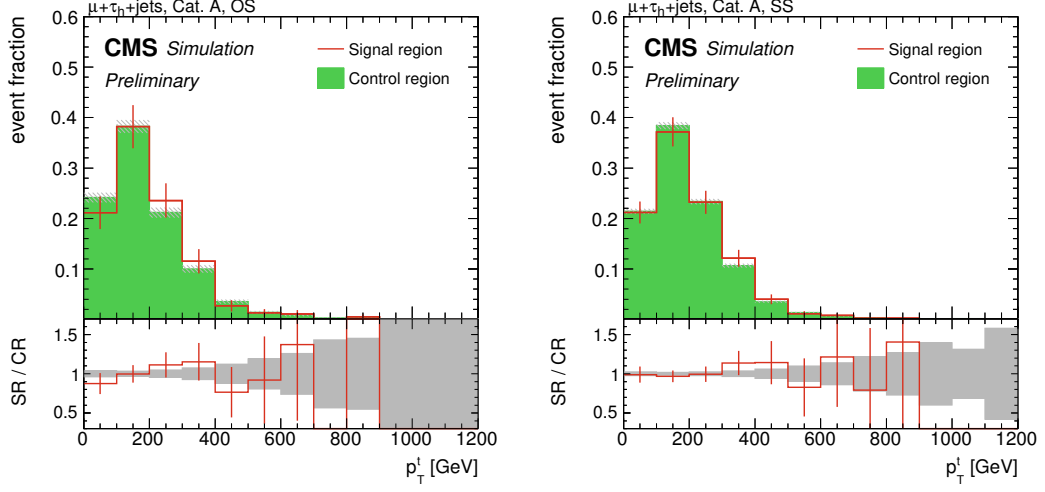 μ+τh+jets, Cat. A, OS
event fraction
0.6
0.5
0.4
0.3
0.2
0.1
CMS Simulation
Preliminary
Signal region
Control region
SR / CR
1.5
1
0.5
0 200 400 600 800 1000 1200
p_T^t [GeV]
μ+τh+jets, Cat. A, SS
event fraction
0.6
0.5
0.4
0.3
0.2
0.1
CMS Simulation
Preliminary
Signal region
Control region
SR / CR
1.5
1
0.5
0 200 400 600 800 1000 1200
p_T^t [GeV]